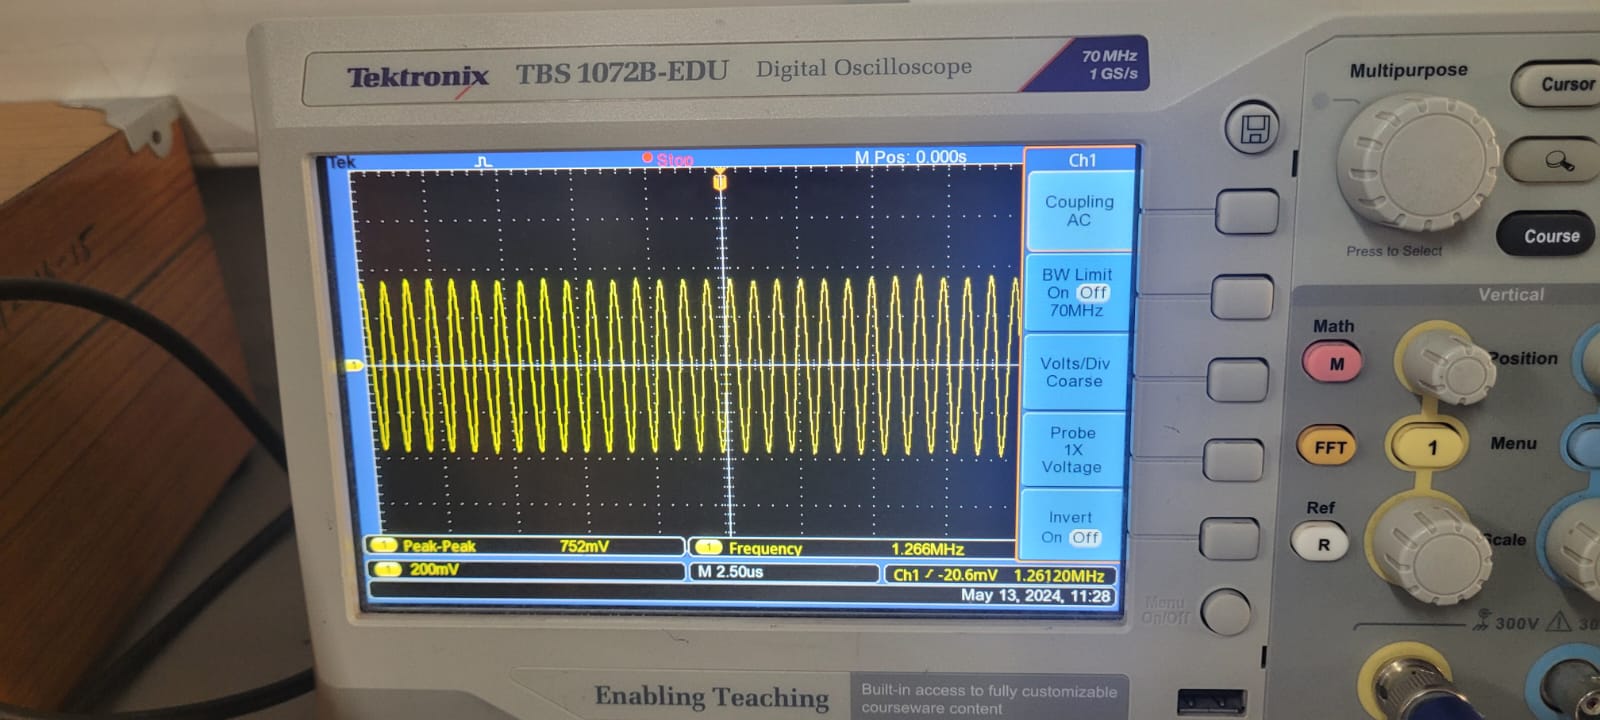 Tektronix TBS 1072B-EDU Digital Oscilloscope
70 MHz
1 GS/s
Multipurpose
Cursor
Press to Select
Course
Tek Stop M Pos: 0.000s
Ch1
Coupling
AC
BW Limit
On Off
70MHz
Volts/Div
Coarse
Probe
1X
Voltage
Invert
On Off
1
1 Peak-Peak 752mV
1 Frequency 1.266MHz
1 200mV
M 2.50us
Ch1 -20.6mV 1.26120MHz
May 13, 2024, 11:28
Menu
On/Off
Vertical
Math
M
Position
FFT
1
Menu
Ref
R
Scale
300V
Enabling Teaching
Built-in access to fully customizable
courseware content